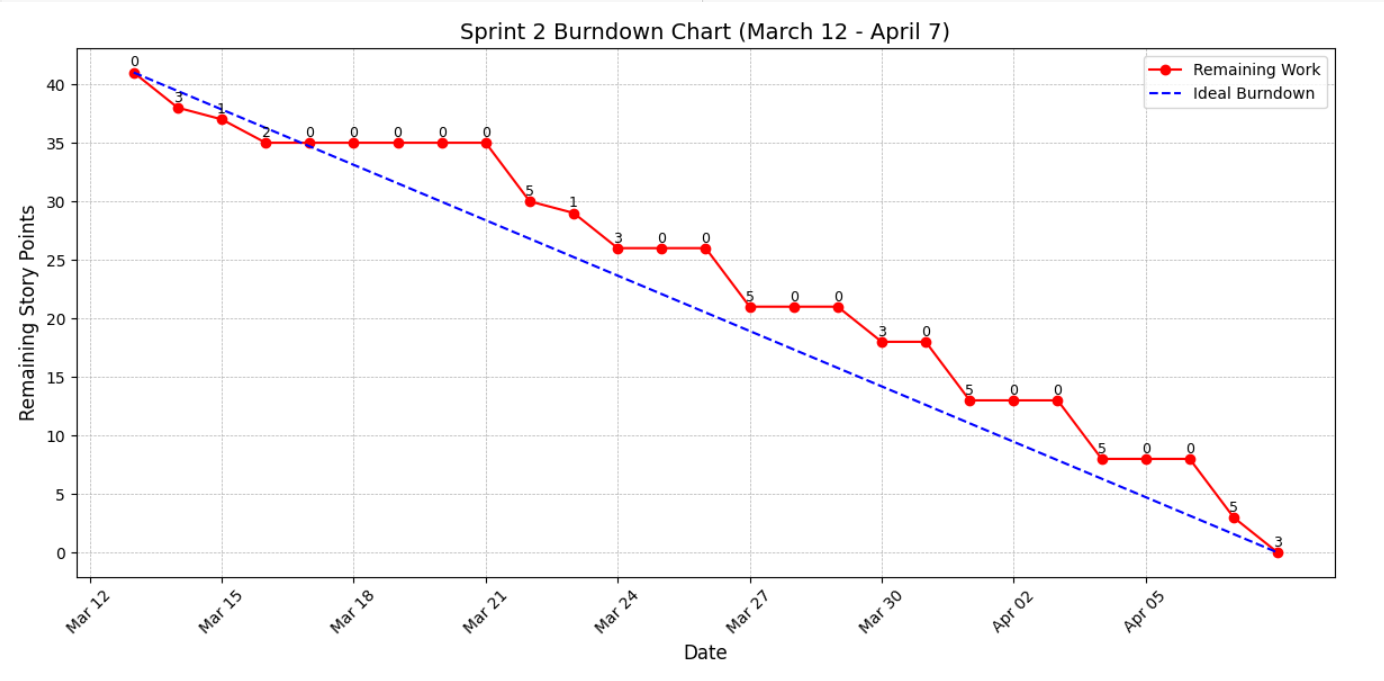 Sprint 2 Burndown Chart (March 12 - April 7)
Remaining Work
Ideal Burndown
Remaining Story Points
40
35
30
25
20
15
10
5
0
0
3
1
2
0
0
0
0
0
5
1
3
0
0
5
0
0
3
0
5
0
0
5
0
0
5
3
Mar 12
Mar 15
Mar 18
Mar 21
Mar 24
Mar 27
Mar 30
Apr 02
Apr 05
Date